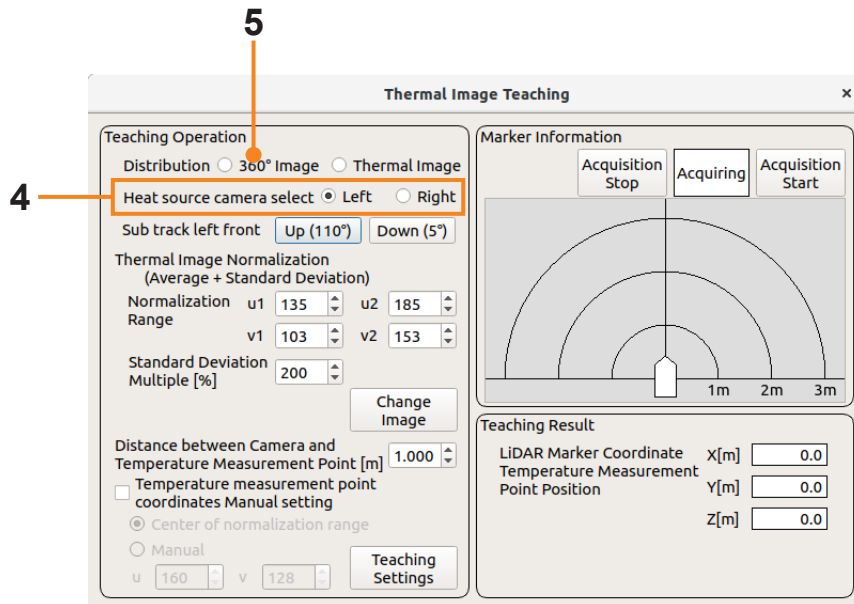 5
4
Thermal Image Teaching ×
Teaching Operation
Distribution 360° Image Thermal Image
Heat source camera select Left Right
Sub track left front Up (110°) Down (5°)
Thermal Image Normalization
(Average + Standard Deviation)
Normalization
Range
u1 135 u2 185
v1 103 v2 153
Standard Deviation
Multiple [%]
200
Change
Image
Distance between Camera and
Temperature Measurement Point [m]
1.000
Temperature measurement point
coordinates Manual setting
Center of normalization range
Manual
u 160 v 128
Teaching
Settings
Marker Information
Acquisition
Stop
Acquiring
Acquisition
Start
1m 2m 3m
Teaching Result
LiDAR Marker Coordinate
Temperature Measurement
Point Position
X[m] 0.0
Y[m] 0.0
Z[m] 0.0